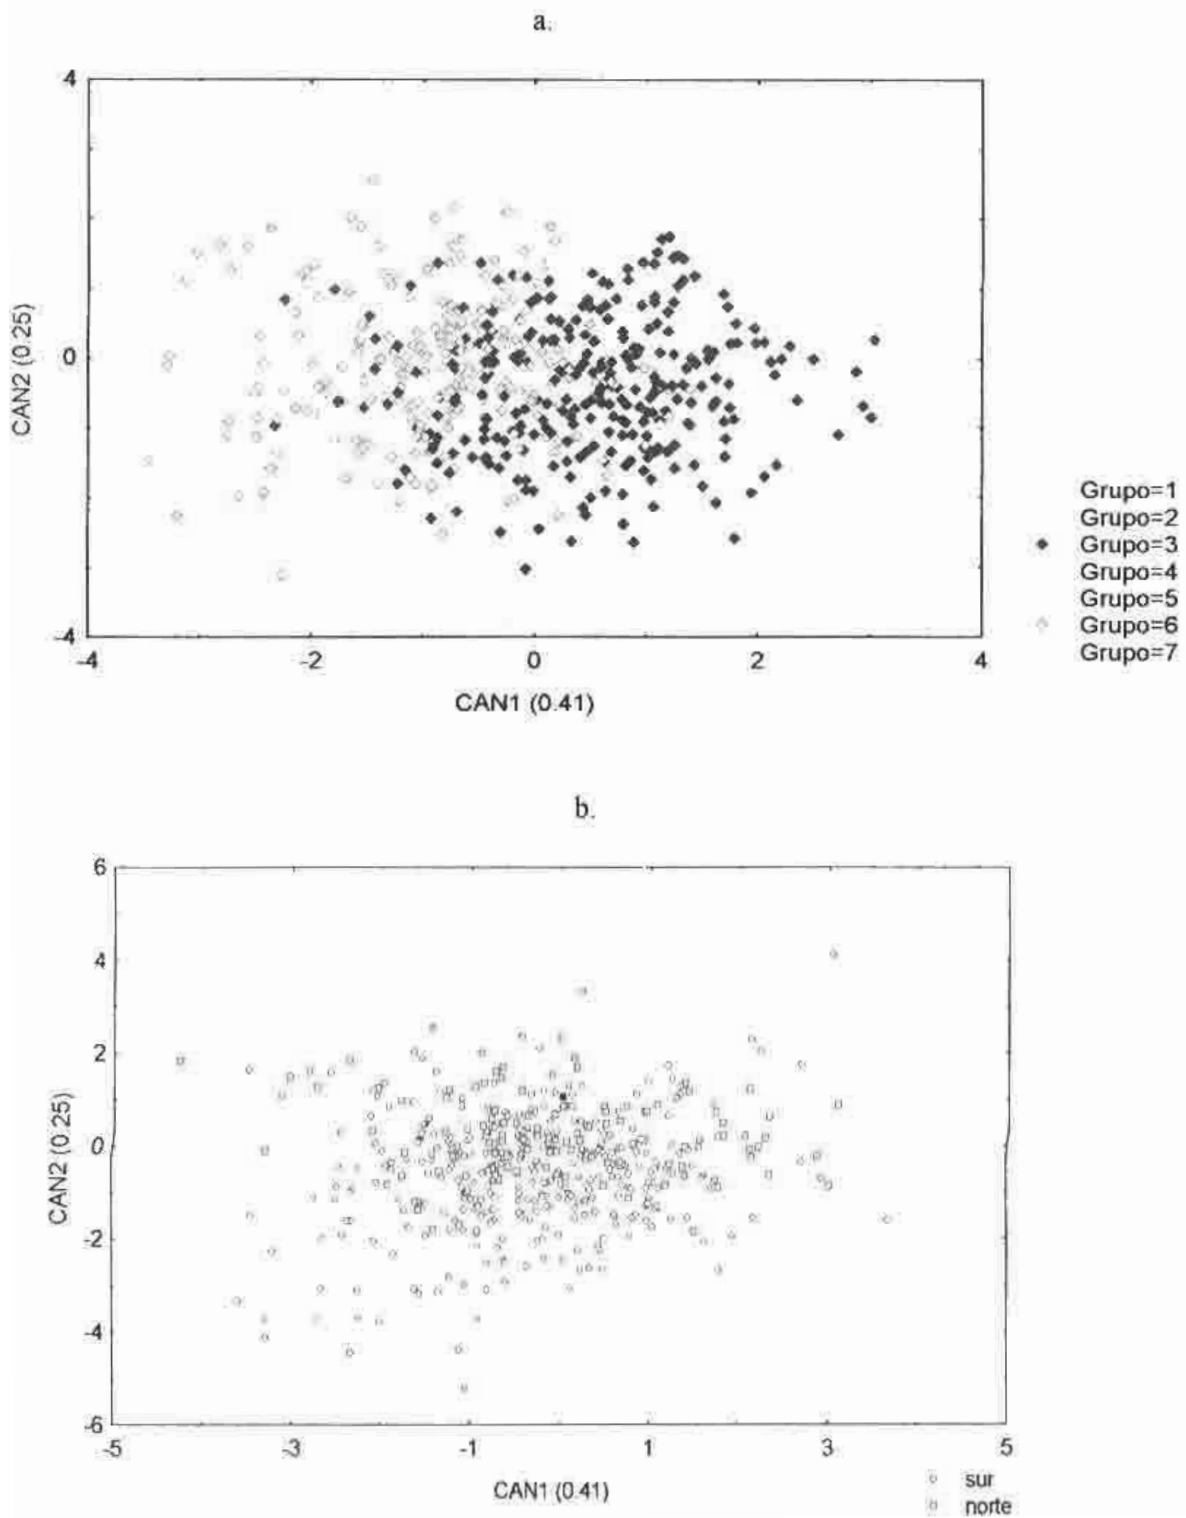 a.
4
0
-4
CAN2 (0.25)
-4
-2
0
2
4
CAN1 (0.41)
Grupo=1
Grupo=2
Grupo=3
Grupo=4
Grupo=5
Grupo=6
Grupo=7
b.
6
4
2
0
-2
-4
-6
CAN2 (0.25)
-5
-3
-1
1
3
5
CAN1 (0.41)
sur
norte